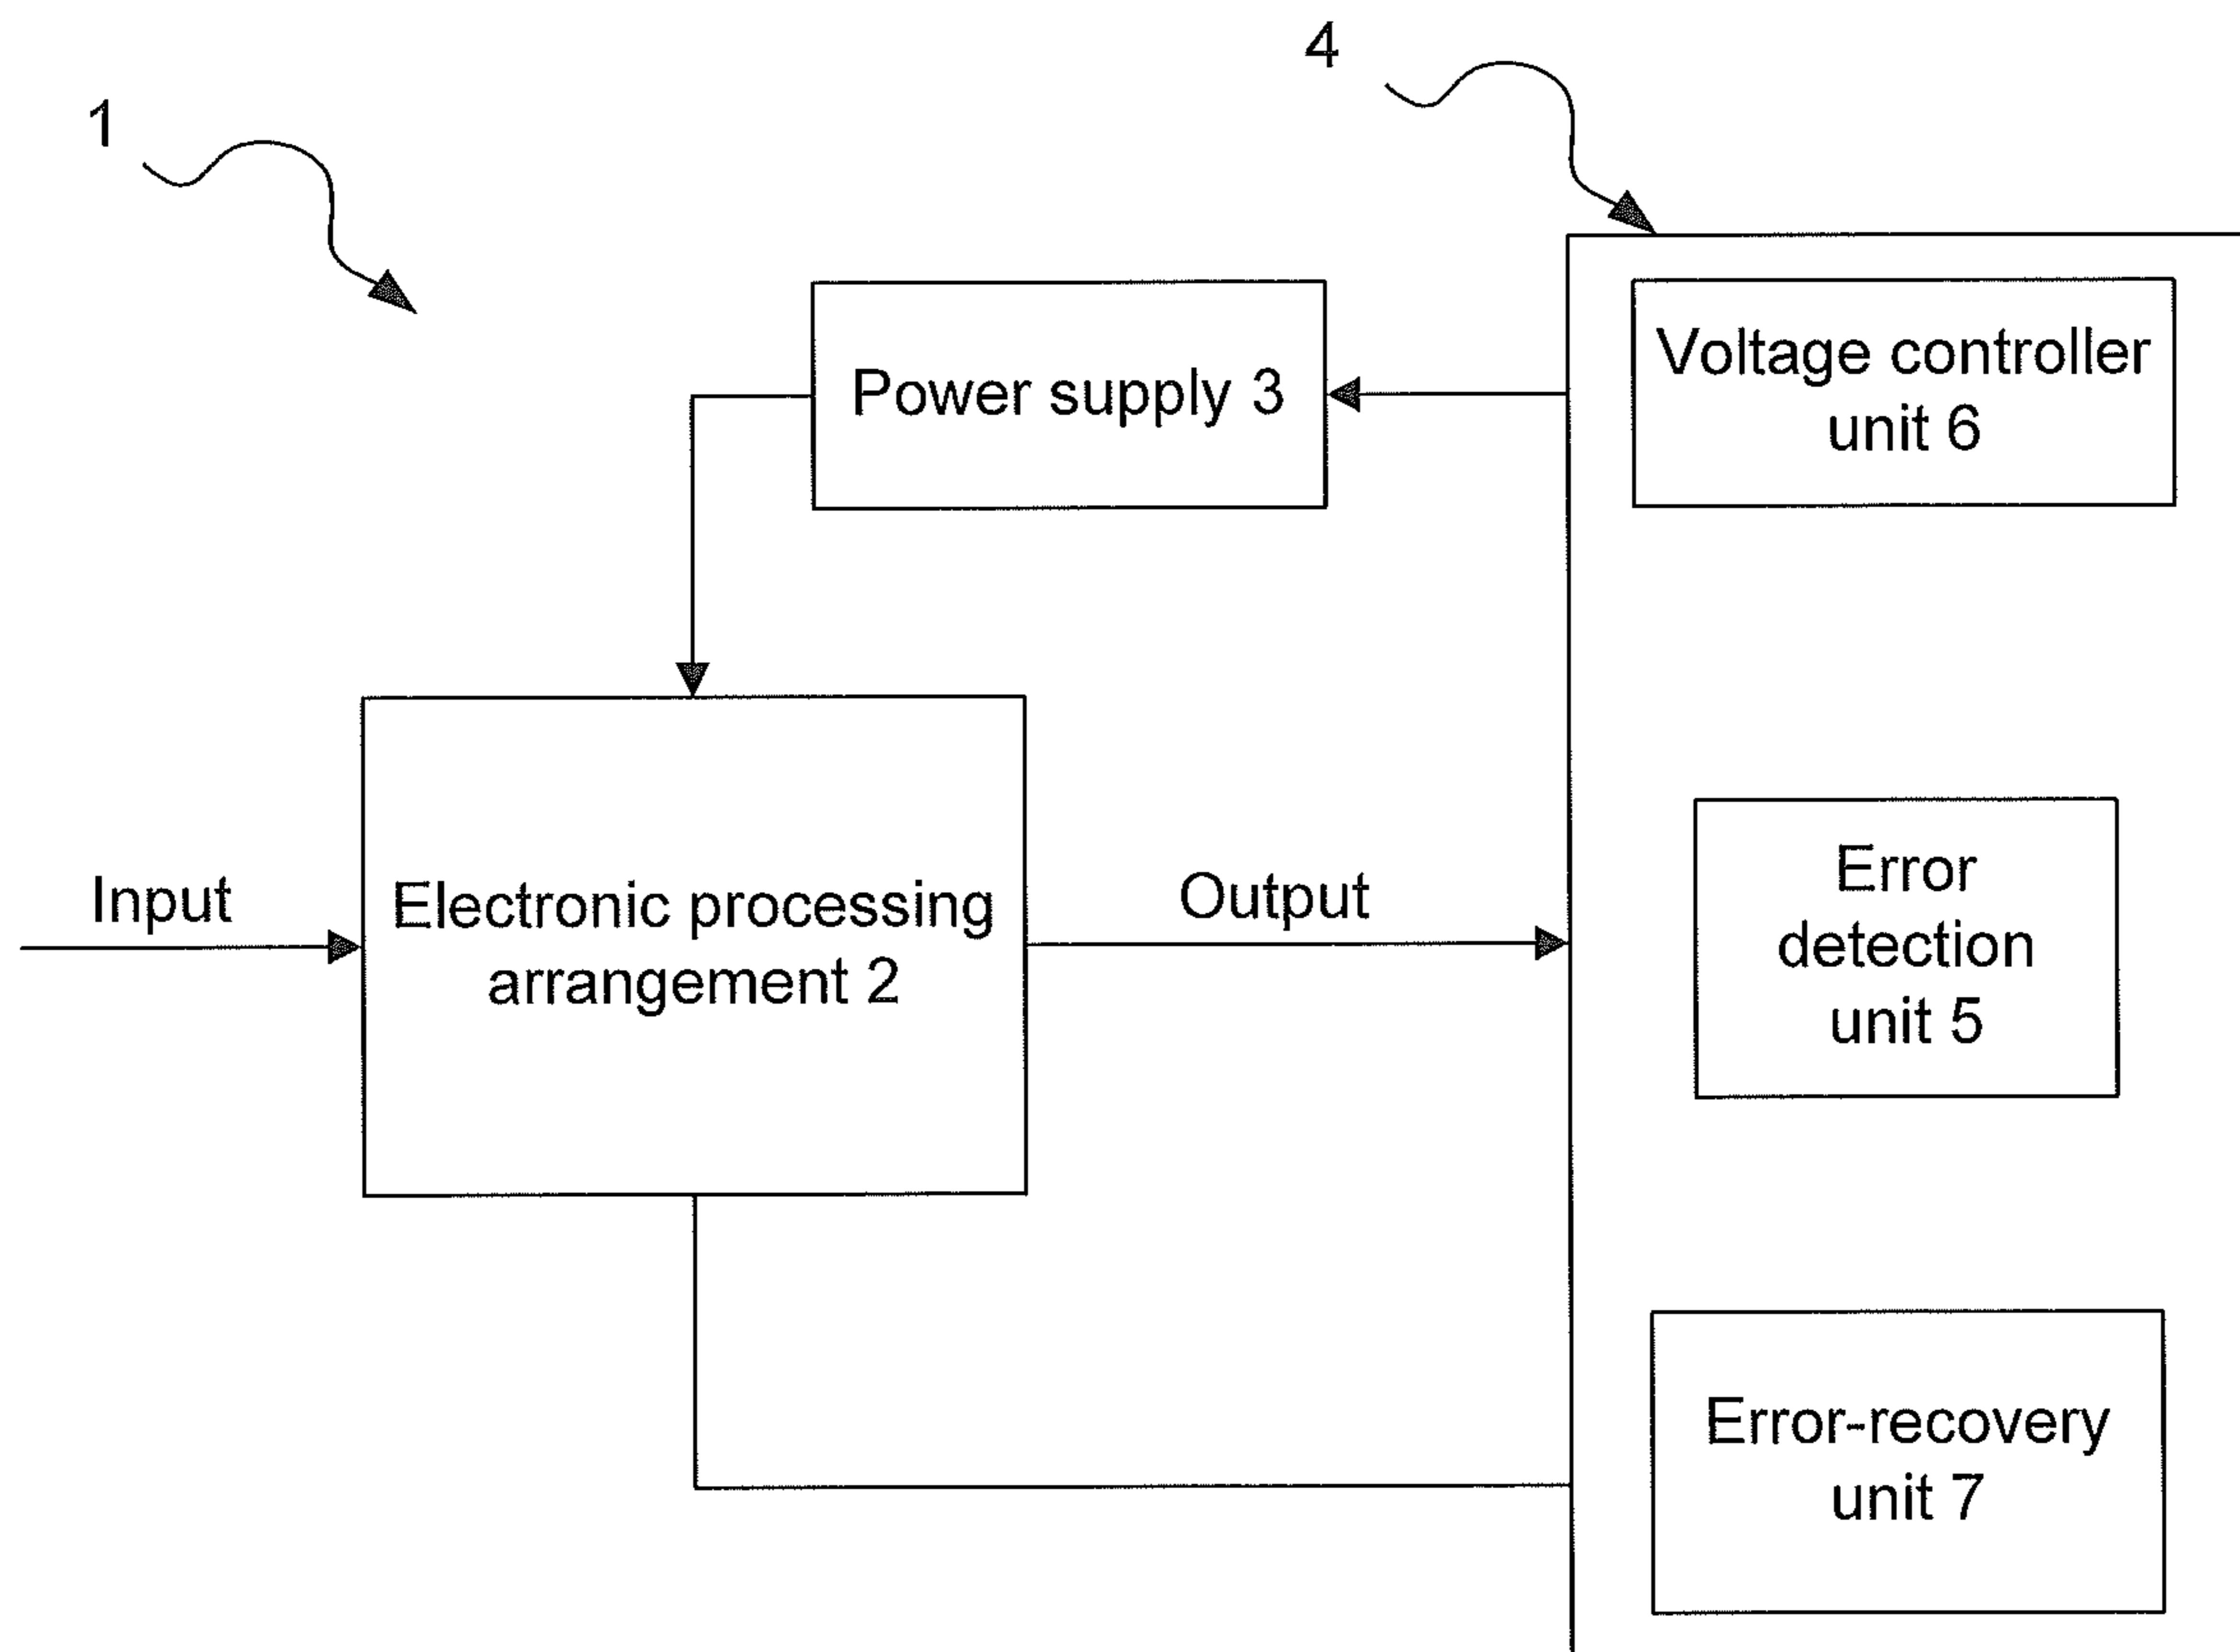 4
1
Voltage controller
unit 6
Power supply 3
Error
detection
unit 5
Input
Electronic processing
arrangement 2
Output
Error-recovery
unit 7